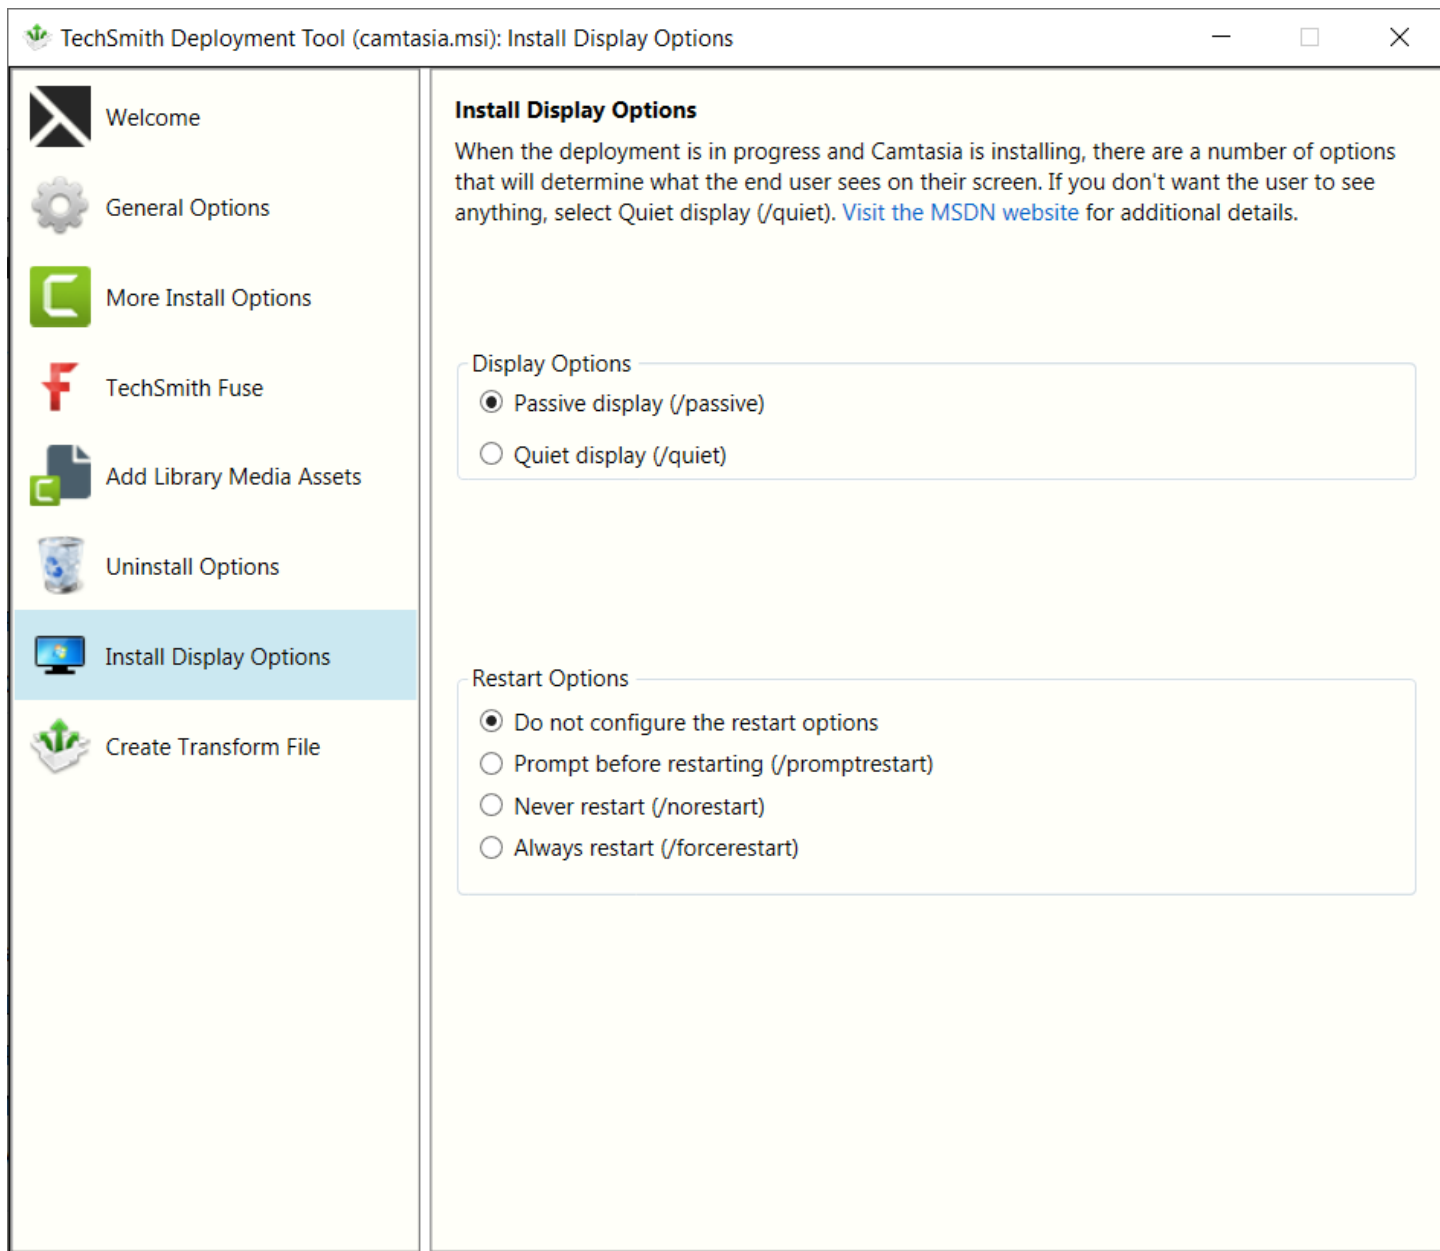 TechSmith Deployment Tool (camtasia.msi): Install Display Options
Welcome
General Options
More Install Options
TechSmith Fuse
Add Library Media Assets
Uninstall Options
Install Display Options
Create Transform File
Install Display Options
When the deployment is in progress and Camtasia is installing, there are a number of options
that will determine what the end user sees on their screen. If you don't want the user to see
anything, select Quiet display (/quiet). Visit the MSDN website for additional details.
Display Options
Passive display (/passive)
Quiet display (/quiet)
Restart Options
Do not configure the restart options
Prompt before restarting (/promptrestart)
Never restart (/norestart)
Always restart (/forcerestart)